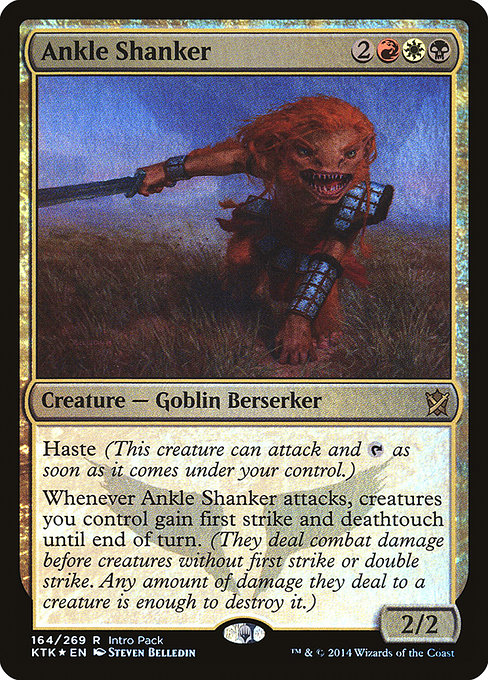 Ankle Shanker 2
Creature — Goblin Berserker
Haste (This creature can attack and as
soon as it comes under your control.)
Whenever Ankle Shanker attacks, creatures
you control gain first strike and deathtouch
until end of turn. (They deal combat damage
before creatures without first strike or double
strike. Any amount of damage they deal to a
creature is enough to destroy it.)
2/2
164/269 R Intro Pack
KTK★EN Steven Belledin
™ & © 2014 Wizards of the Coast